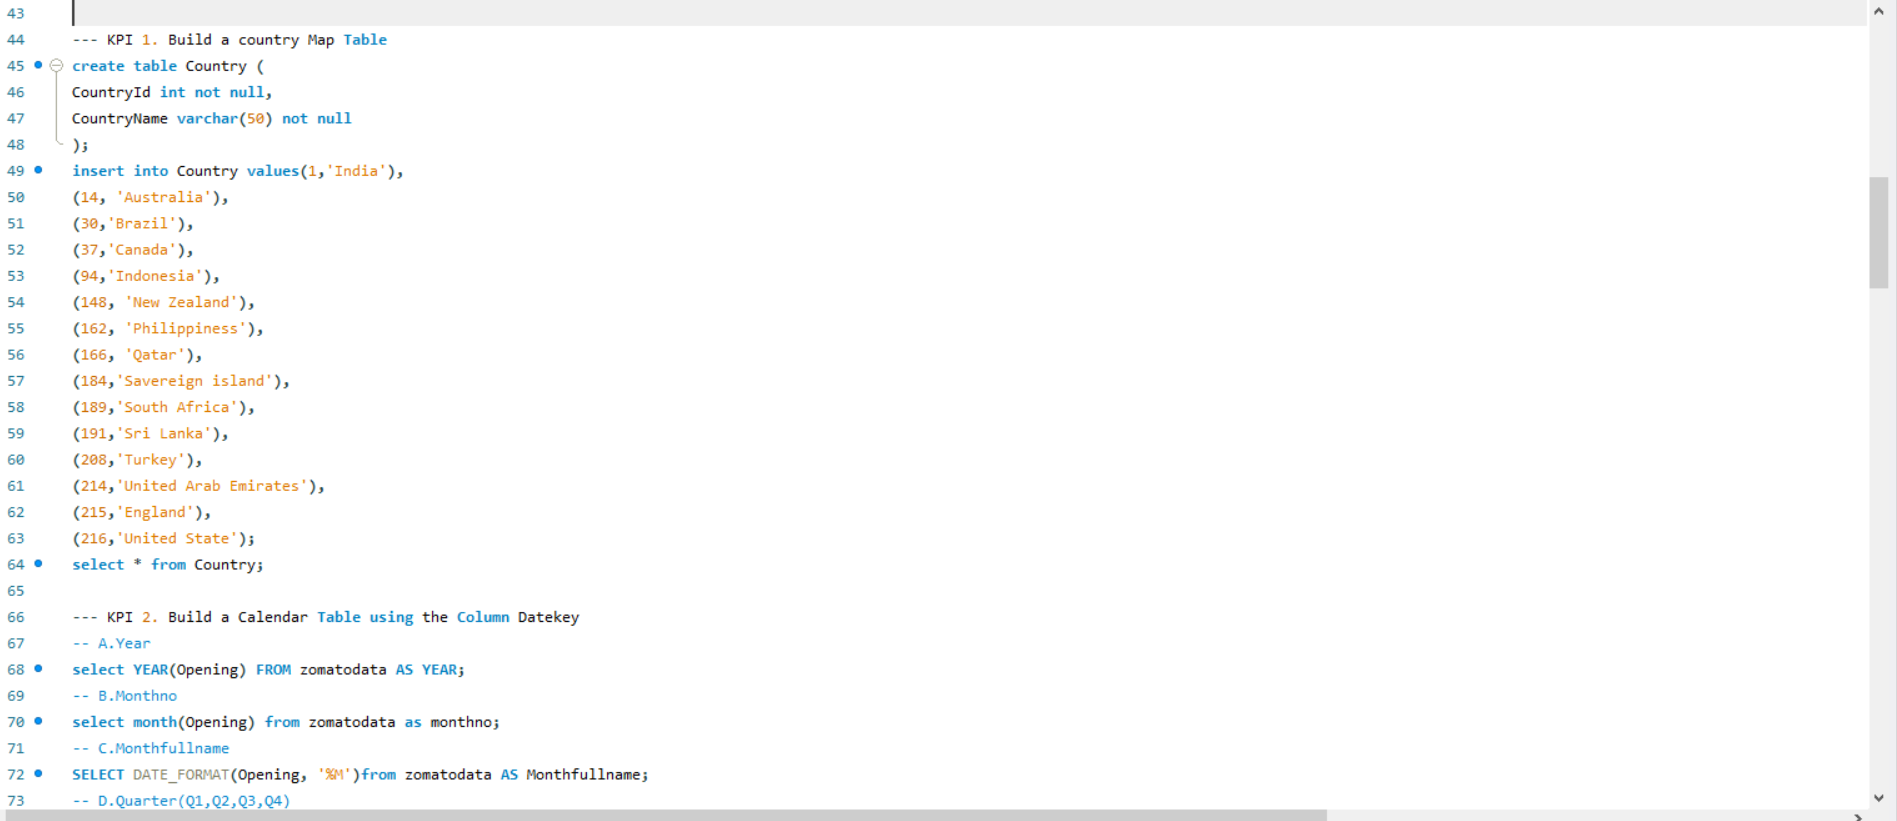 43
44 --- KPI 1. Build a country Map Table
45 create table Country (
46 CountryId int not null,
47 CountryName varchar(50) not null
48 );
49 insert into Country values(1,'India'),
50 (14, 'Australia'),
51 (30,'Brazil'),
52 (37,'Canada'),
53 (94,'Indonesia'),
54 (148, 'New Zealand'),
55 (162, 'Philippiness'),
56 (166, 'Qatar'),
57 (184,'Savereign island'),
58 (189,'South Africa'),
59 (191,'Sri Lanka'),
60 (208,'Turkey'),
61 (214,'United Arab Emirates'),
62 (215,'England'),
63 (216,'United State');
64 select * from Country;
65
66 --- KPI 2. Build a Calendar Table using the Column Datekey
67 -- A.Year
68 select YEAR(Opening) FROM zomatodata AS YEAR;
69 -- B.Monthno
70 select month(Opening) from zomatodata as monthno;
71 -- C.Monthfullname
72 SELECT DATE_FORMAT(Opening, '%M')from zomatodata AS Monthfullname;
73 -- D.Quarter(Q1,Q2,Q3,Q4)